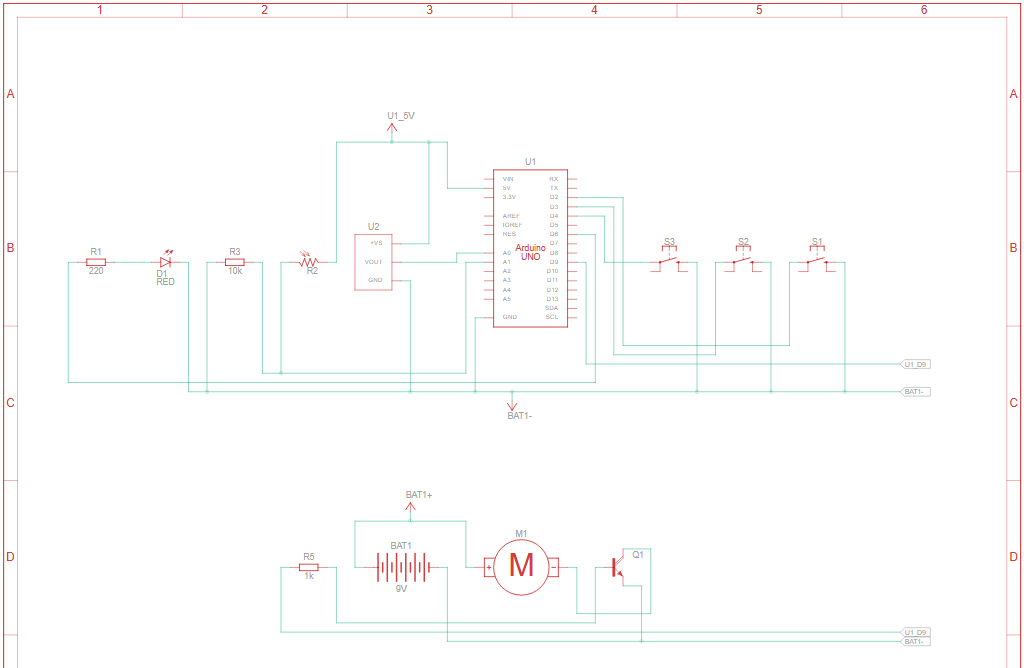 1 2 3 4 5 6
A A
U1_5V
U1
VIN RX
5V TX
3.3V D2
D3
AREF D4
IOREF D5
RES D6
D7
A0 D8
A1 D9
A2 D10
A3 D11
A4 D12
A5 D13
SDA
GND SCL
Arduino
UNO
U2
+VS
VOUT
GND
B B
R1
220
D1
RED
R3
10k
R2
S3 S2 S1
U1_D9
BAT1-
C C
BAT1-
BAT1+
D D
R5
1k
BAT1
9V
M1
+ M -
Q1
U1_D9
BAT1-